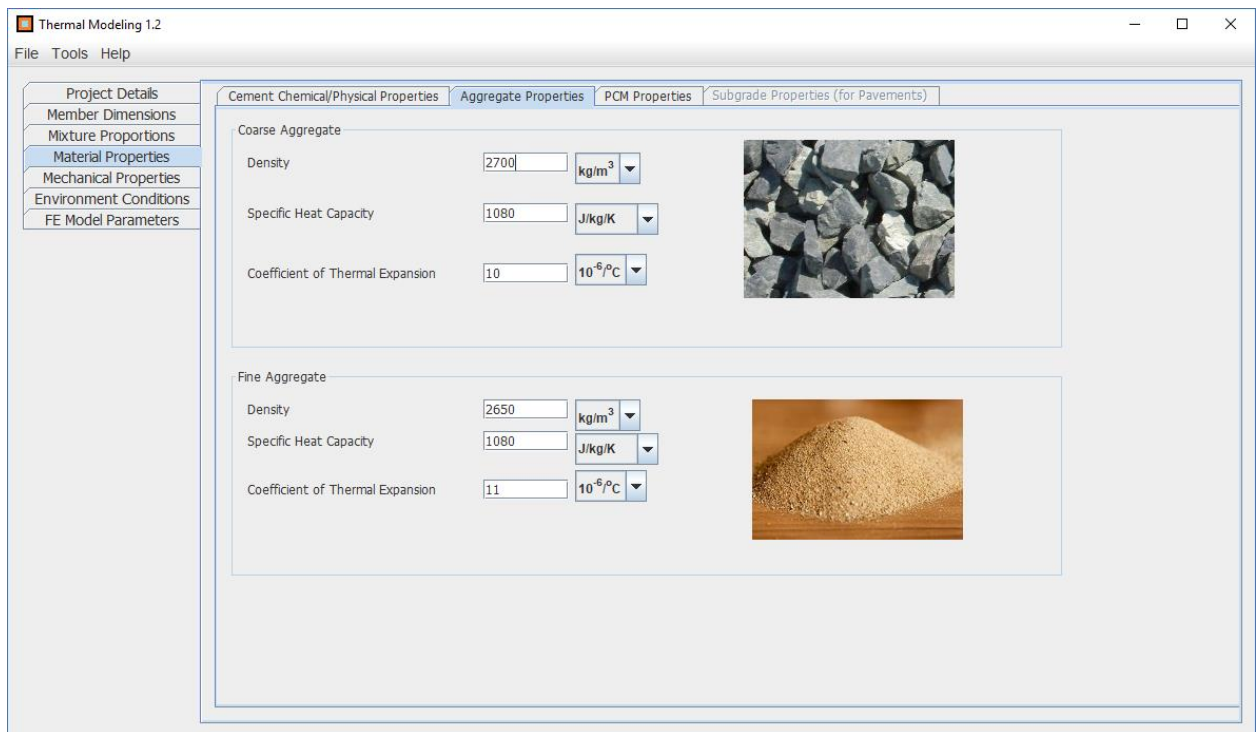 Thermal Modeling 1.2
File Tools Help
Project Details
Member Dimensions
Mixture Proportions
Material Properties
Mechanical Properties
Environment Conditions
FE Model Parameters
Cement Chemical/Physical Properties Aggregate Properties PCM Properties Subgrade Properties (for Pavements)
Coarse Aggregate
Density 2700 kg/m³
Specific Heat Capacity 1080 J/kg/K
Coefficient of Thermal Expansion 10 10⁻⁶/⁰C
Fine Aggregate
Density 2650 kg/m³
Specific Heat Capacity 1080 J/kg/K
Coefficient of Thermal Expansion 11 10⁻⁶/⁰C